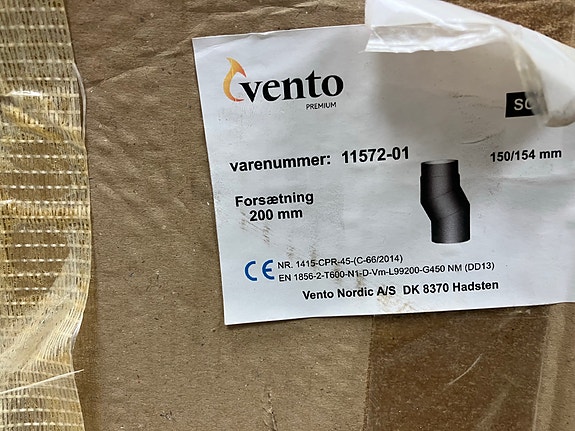 vento
PREMIUM
varenummer: 11572-01
150/154 mm
Forsætning
200 mm
CE NR. 1415-CPR-45-(C-66/2014)
EN 1856-2-T600-N1-D-Vm-L99200-G450 NM (DD13)
Vento Nordic A/S DK 8370 Hadsten